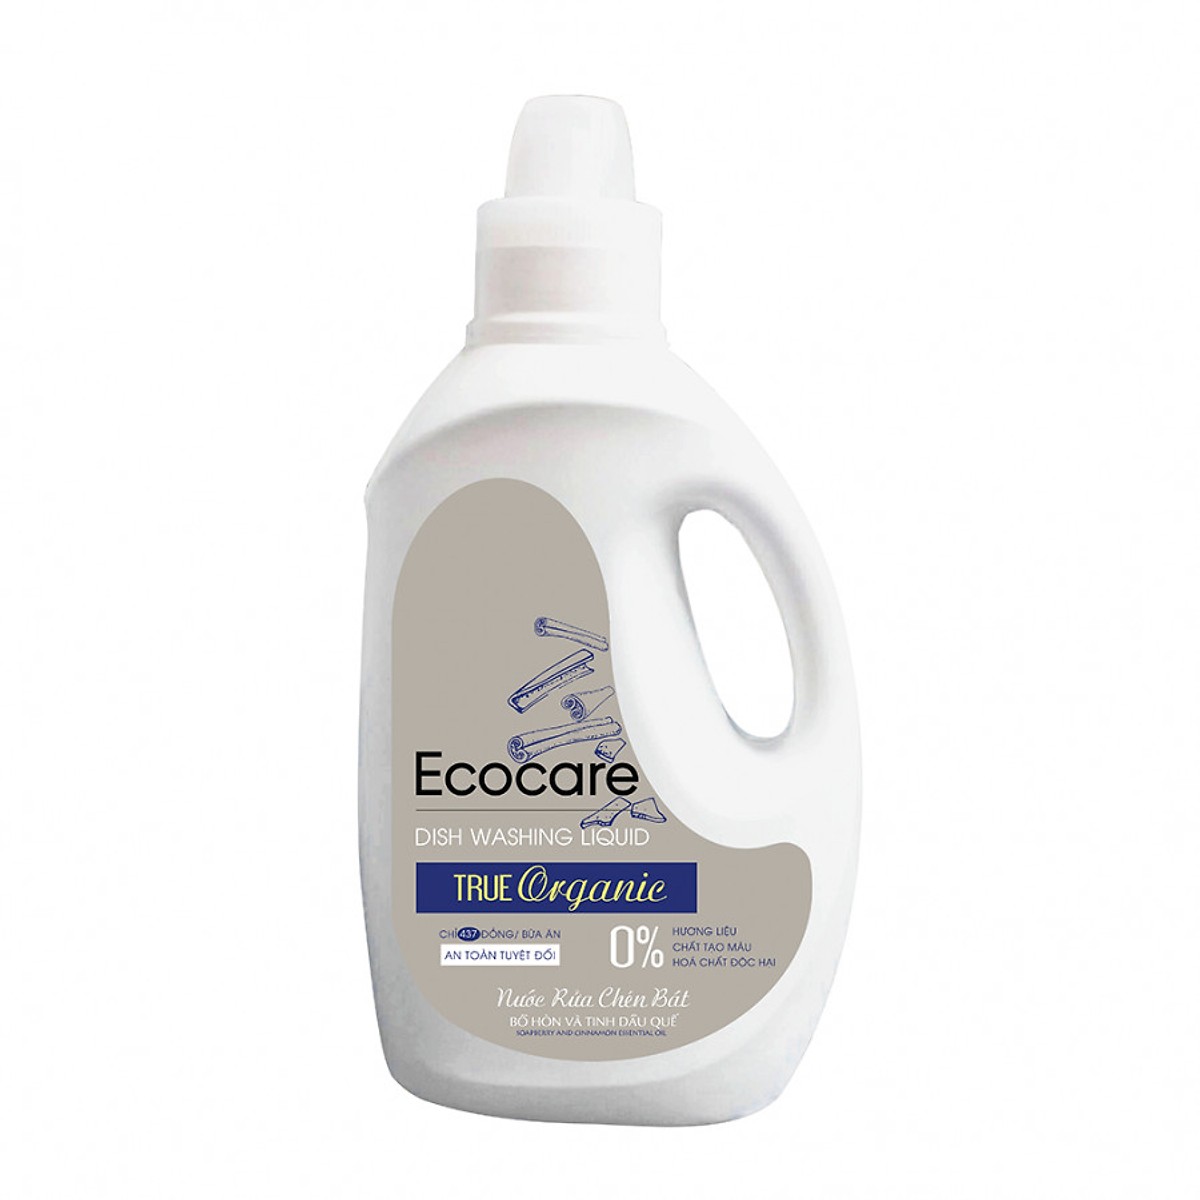 Ecocare
DISH WASHING LIQUID
TRUE Organic
CHỈ 437 ĐỒNG/ BỮA ĂN
AN TOÀN TUYỆT ĐỐI
0%
HƯƠNG LIỆU
CHẤT TẠO MÀU
HOÁ CHẤT ĐỘC HẠI
Nước Rửa Chén Bát
BỒ HÒN VÀ TINH DẦU QUẾ
SOAPBERRY AND CINNAMON ESSENTIAL OIL